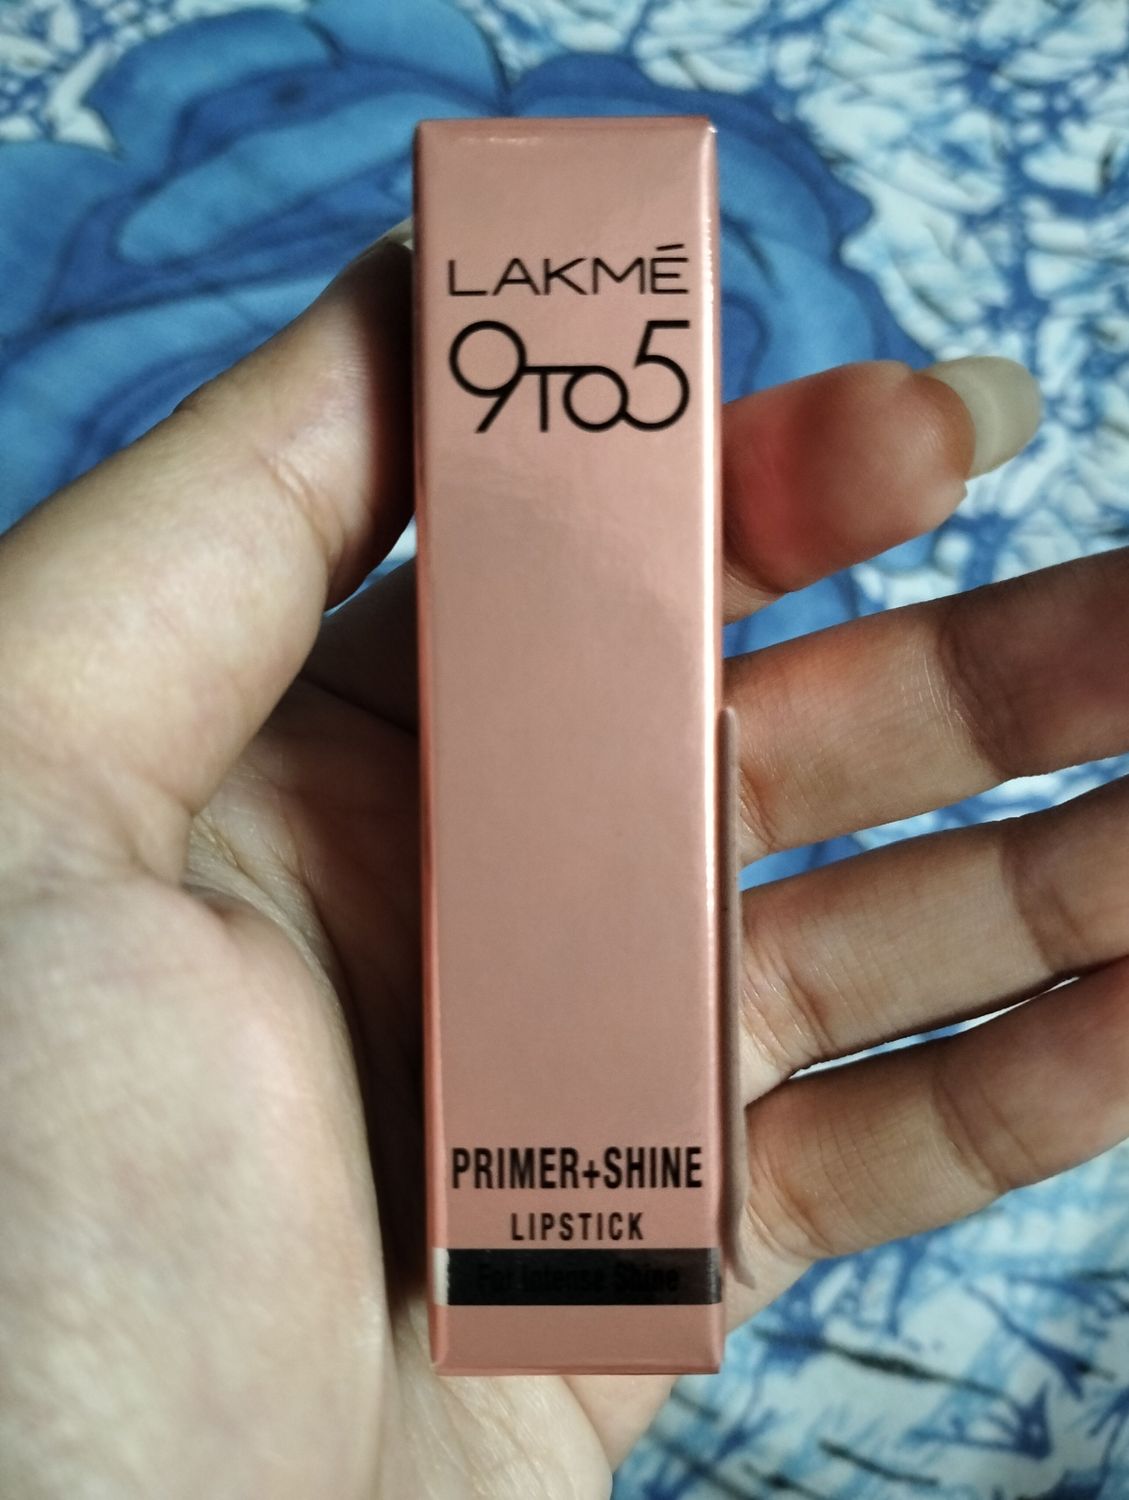 LAKMÉ
9TO5
PRIMER+SHINE
LIPSTICK
For Intense Shine